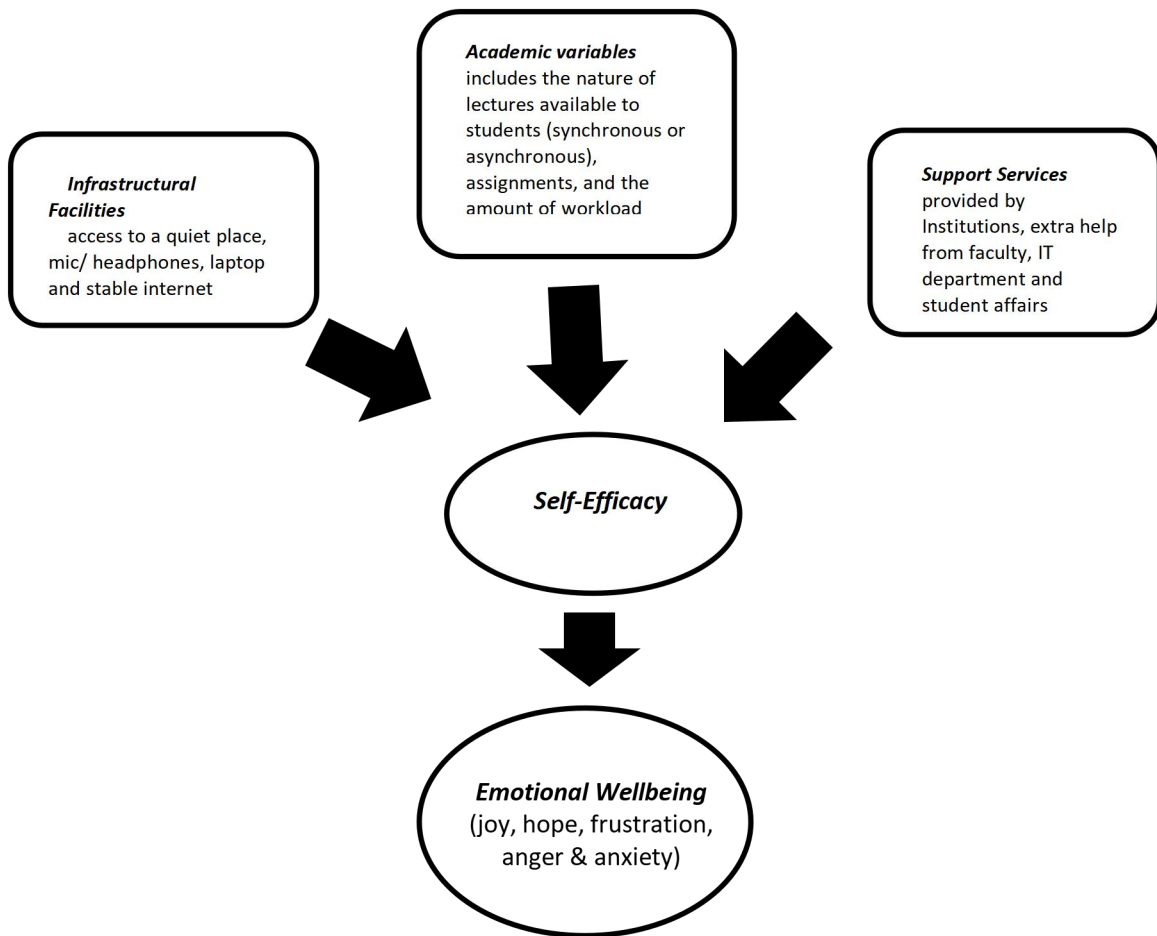 Academic variables
includes the nature of
lectures available to
students (synchronous or
asynchronous),
assignments, and the
amount of workload
Infrastructural
Facilities
access to a quiet place,
mic/ headphones, laptop
and stable internet
Support Services
provided by
Institutions, extra help
from faculty, IT
department and
student affairs
Self-Efficacy
Emotional Wellbeing
(joy, hope, frustration,
anger & anxiety)